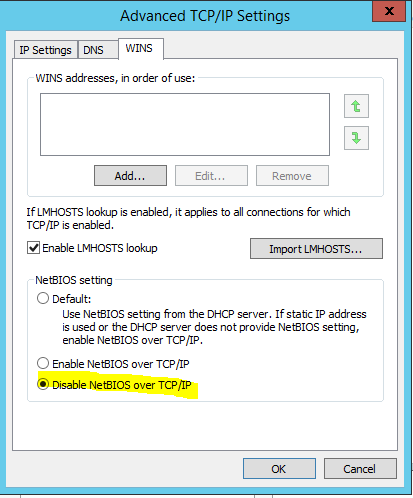 Advanced TCP/IP Settings
x
IP Settings DNS WINS
WINS addresses, in order of use:
Add... Edit... Remove
If LMHOSTS lookup is enabled, it applies to all connections for which
TCP/IP is enabled.
Enable LMHOSTS lookup Import LMHOSTS...
NetBIOS setting
Default:
Use NetBIOS setting from the DHCP server. If static IP address
is used or the DHCP server does not provide NetBIOS setting,
enable NetBIOS over TCP/IP.
Enable NetBIOS over TCP/IP
Disable NetBIOS over TCP/IP
OK Cancel